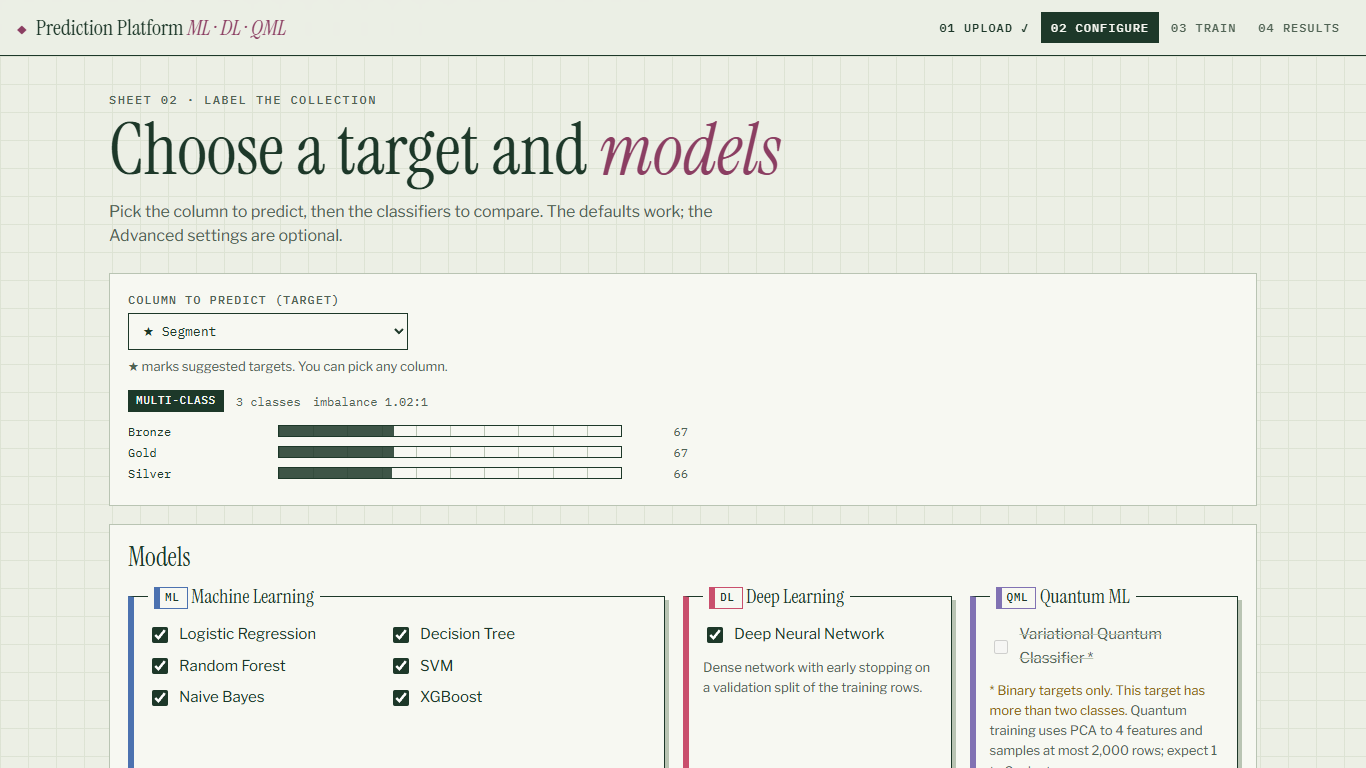 ◆ Prediction Platform ML · DL · QML
01 UPLOAD ✓ 02 CONFIGURE 03 TRAIN 04 RESULTS
SHEET 02 · LABEL THE COLLECTION
Choose a target and models
Pick the column to predict, then the classifiers to compare. The defaults work; the
Advanced settings are optional.
COLUMN TO PREDICT (TARGET)
★ Segment
★ marks suggested targets. You can pick any column.
MULTI-CLASS 3 classes imbalance 1.02:1
Bronze 67
Gold 67
Silver 66
Models
ML Machine Learning
Logistic Regression
Decision Tree
Random Forest
SVM
Naive Bayes
XGBoost
DL Deep Learning
Deep Neural Network
Dense network with early stopping on
a validation split of the training rows.
QML Quantum ML
Variational Quantum
Classifier *
* Binary targets only. This target has
more than two classes. Quantum
training uses PCA to 4 features and
samples at most 2,000 rows; expect 1